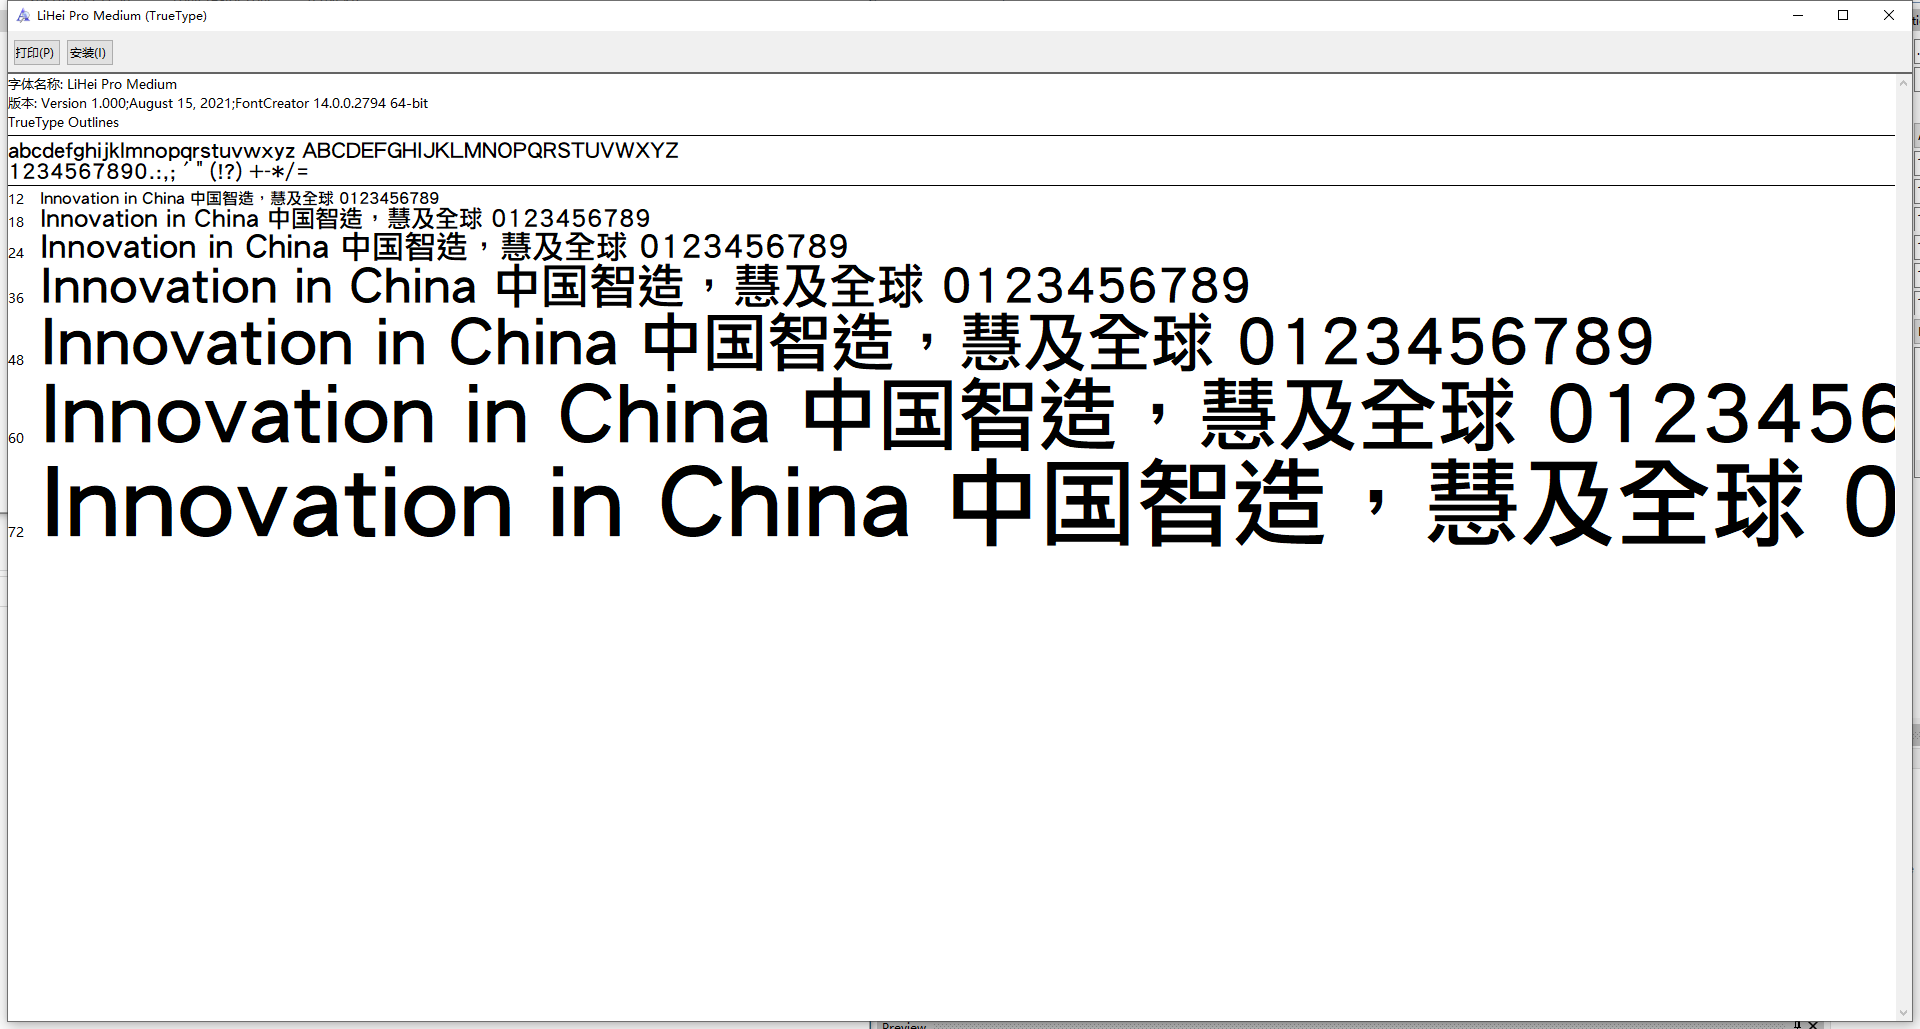 LiHei Pro Medium (TrueType)
打印(P) 安装(I)
字体名称: LiHei Pro Medium
版本: Version 1.000;August 15, 2021;FontCreator 14.0.0.2794 64-bit
TrueType Outlines
abcdefghijklmnopqrstuvwxyz ABCDEFGHIJKLMNOPQRSTUVWXYZ
1234567890.:,; ´ " (!?) +-*/=
12 Innovation in China 中国智造，慧及全球 0123456789
18 Innovation in China 中国智造，慧及全球 0123456789
24 Innovation in China 中国智造，慧及全球 0123456789
36 Innovation in China 中国智造，慧及全球 0123456789
48 Innovation in China 中国智造，慧及全球 0123456789
60 Innovation in China 中国智造，慧及全球 0123456
72 Innovation in China 中国智造，慧及全球 0
Preview